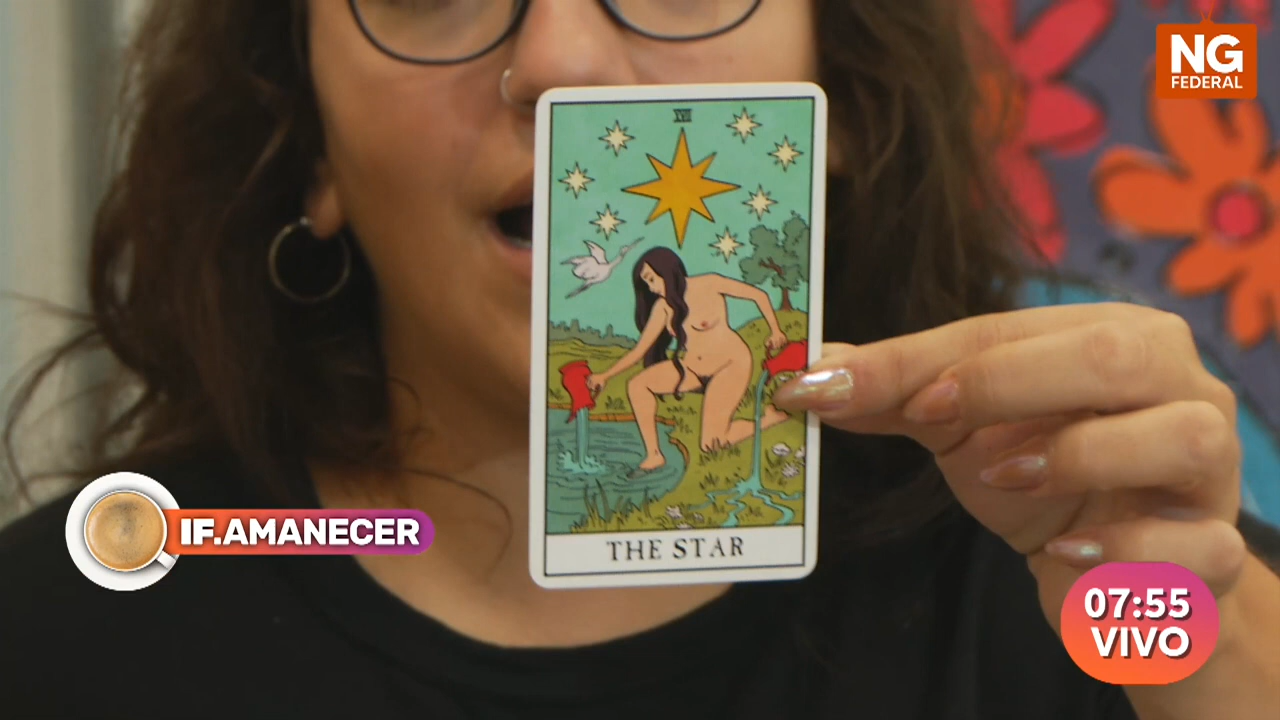 NG
FEDERAL
XVII
THE STAR
IF.AMANECER
07:55
VIVO